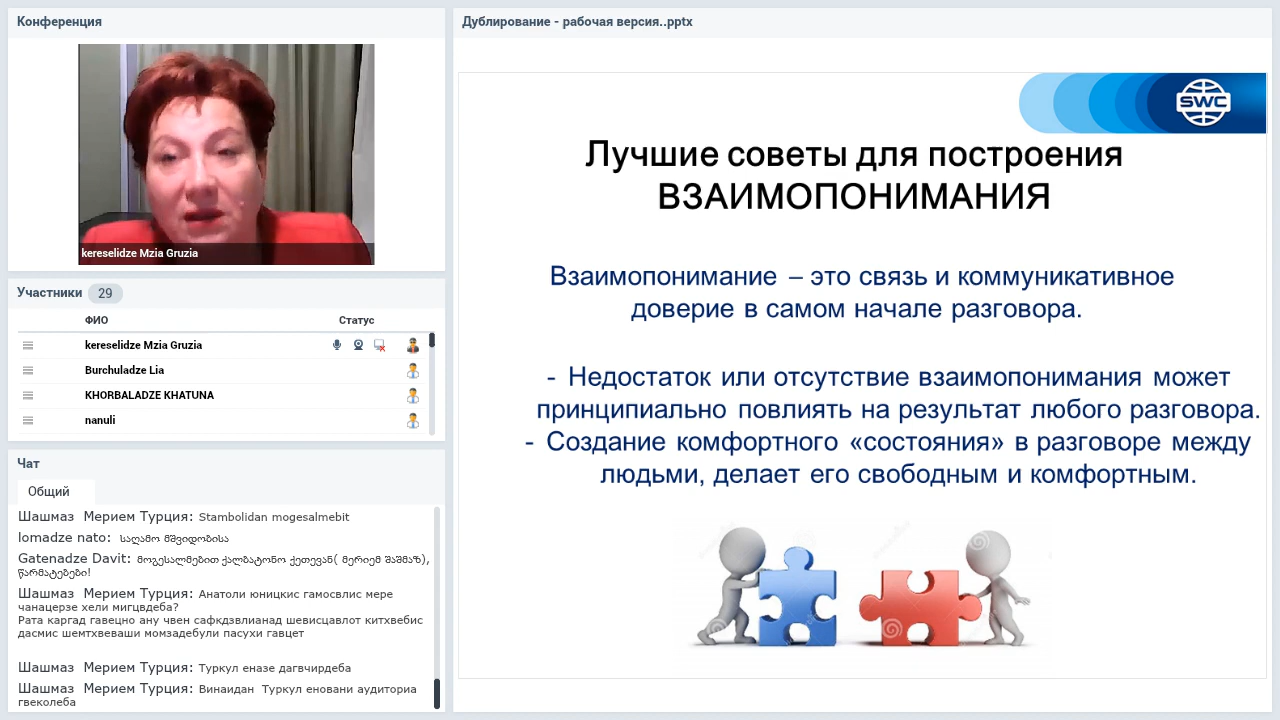 Конференция
kereselidze Mzia Gruzia
Участники 29
ФИО Статус
kereselidze Mzia Gruzia
Burchuladze Lia
KHORBALADZE KHATUNA
nanuli
Чат
Общий
Шашмаз Мерием Турция: Stambolidan mogesalmebit
lomadze nato: საღამო მშვიდობისა
Gatenadze Davit: მოგესალმებით ქალბატონო ქეთევან( მერიემ შაშმაზ),
წარმატებები!
Шашмаз Мерием Турция: Анатоли юницкис гамосвлис мере
чанацерзе хели мигцвдеба?
Рата каргад гавецно ану чвен сафкдзвлианад шевисцавлот китхвебис
дасмис шемтхвеваши момзадебули пасухи гавцет
Шашмаз Мерием Турция: Туркул еназе дагвчирдеба
Шашмаз Мерием Турция: Винаидан Туркул еновани аудиториа
гвеколеба
Дублирование - рабочая версия..pptx
SWC
Лучшие советы для построения
ВЗАИМОПОНИМАНИЯ
Взаимопонимание – это связь и коммуникативное
доверие в самом начале разговора.
- Недостаток или отсутствие взаимопонимания может
принципиально повлиять на результат любого разговора.
- Создание комфортного «состояния» в разговоре между
людьми, делает его свободным и комфортным.